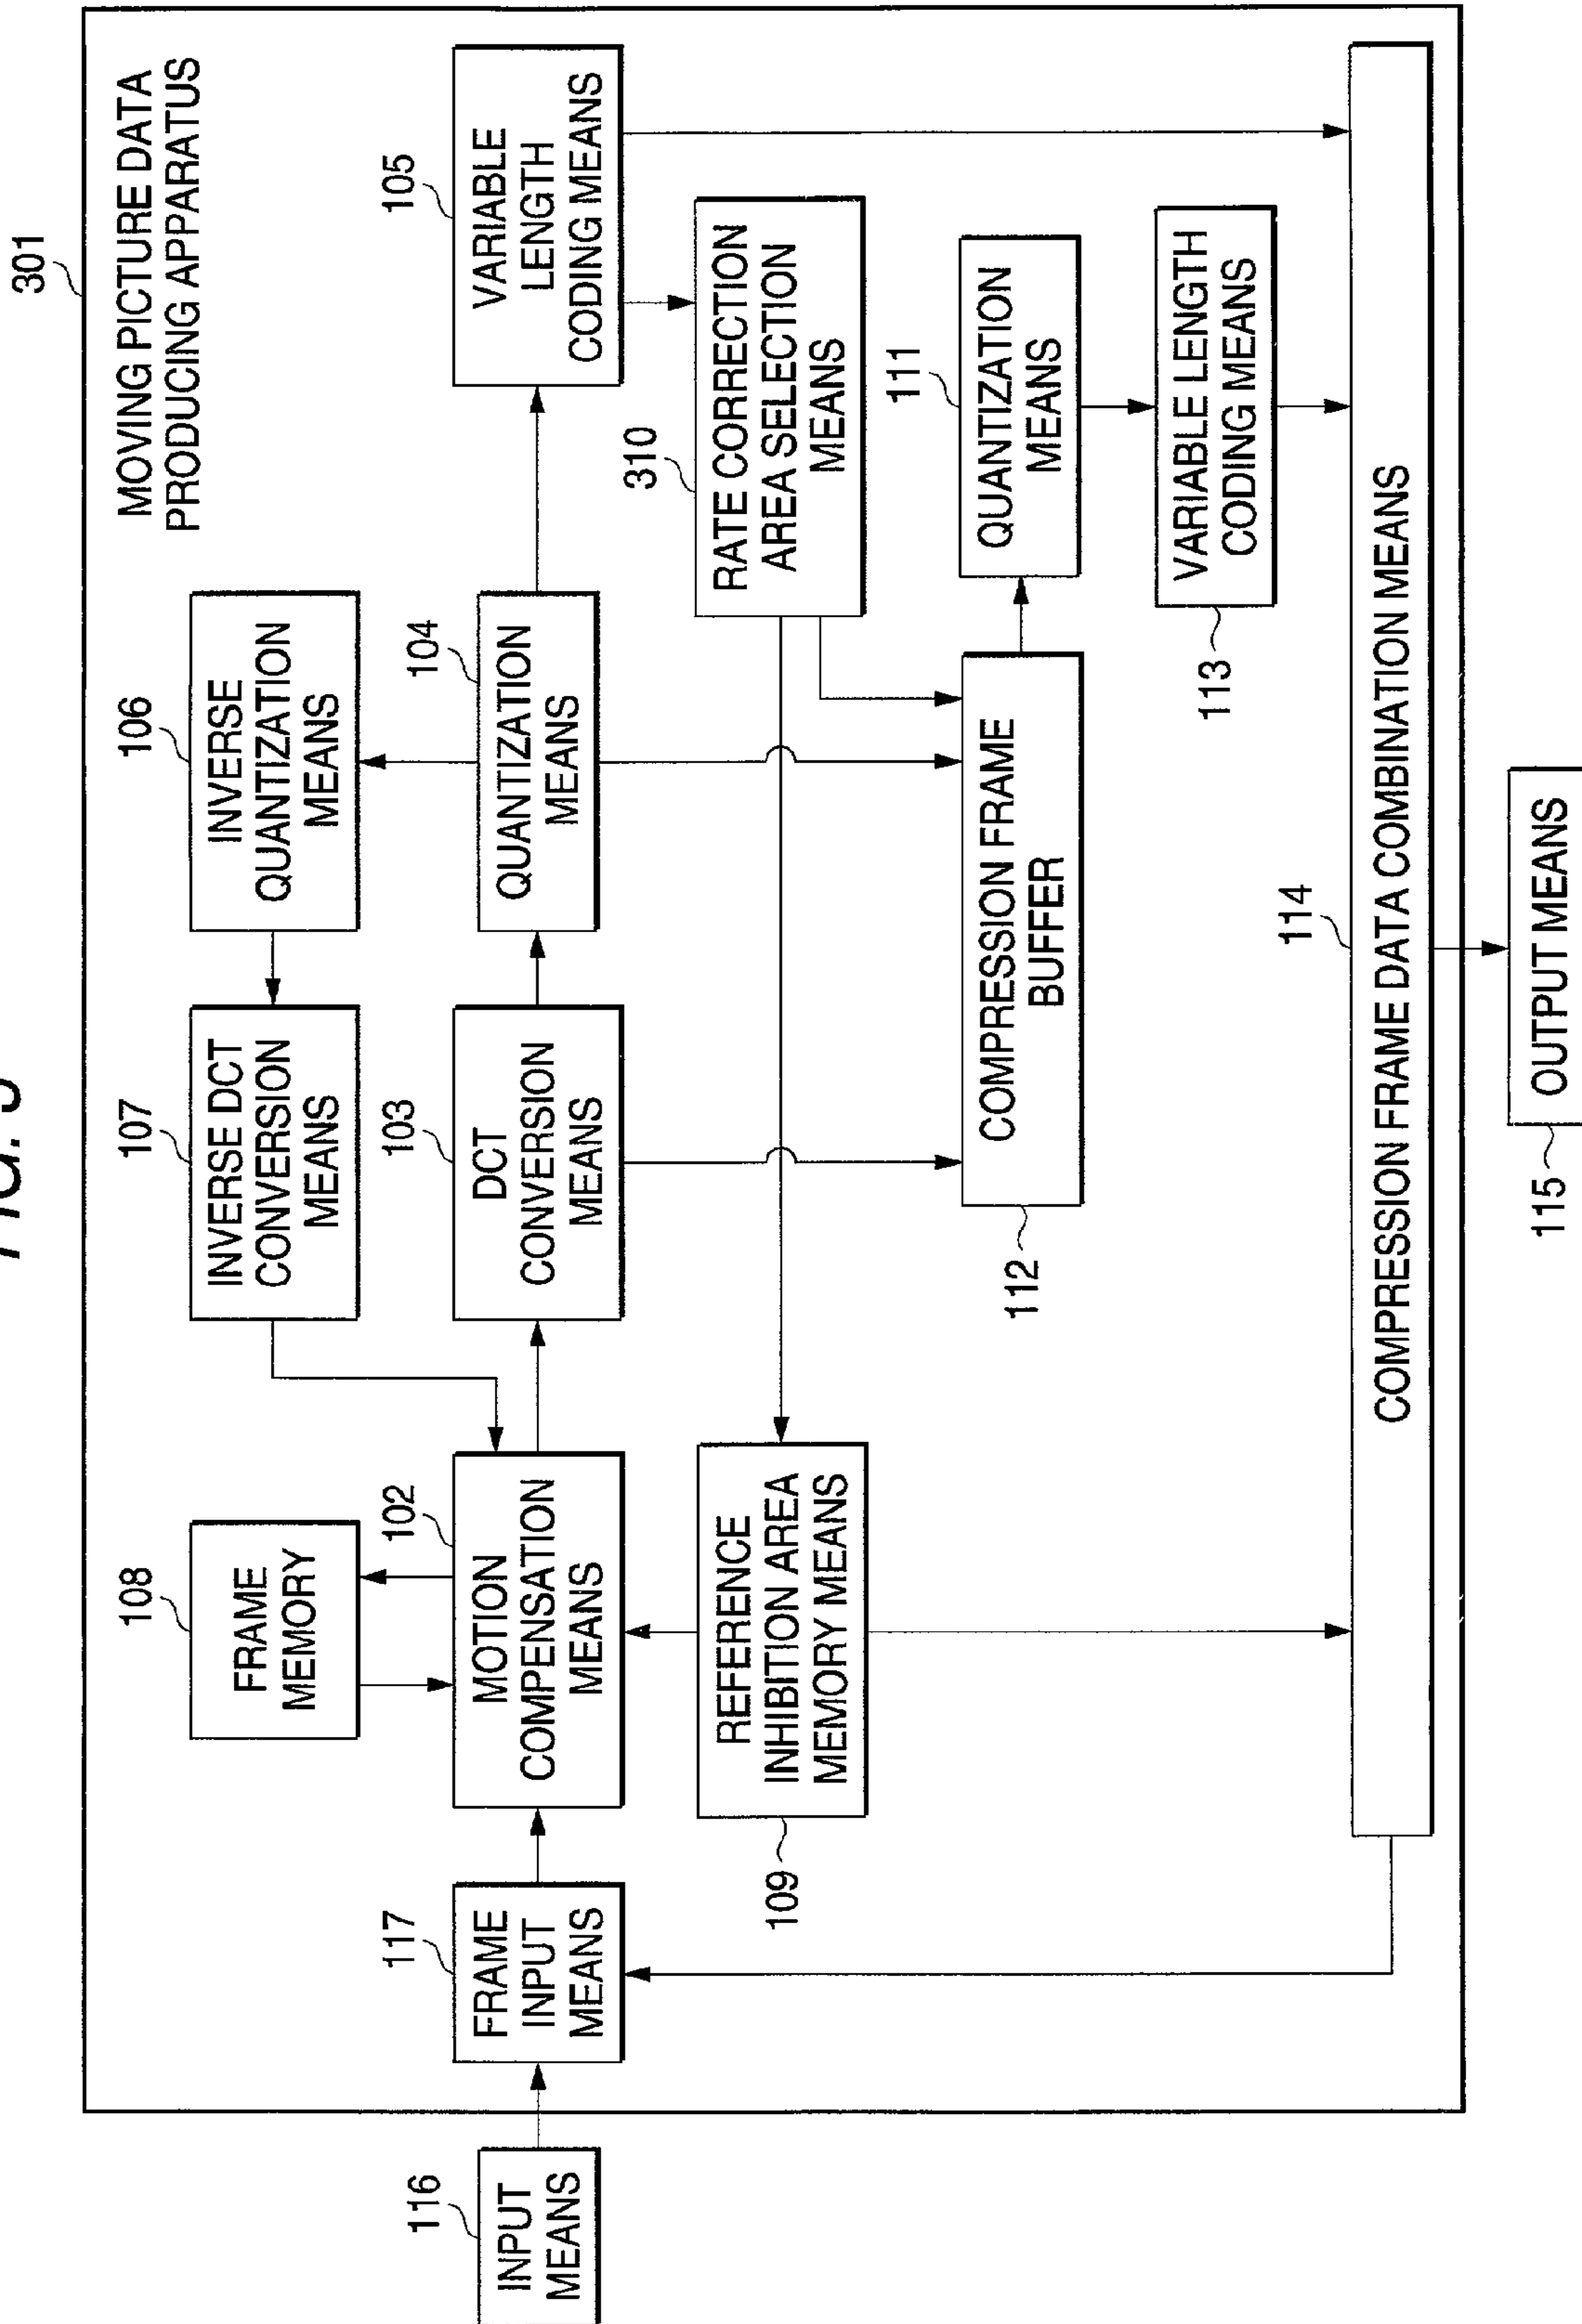 FIG.
301
MOVING PICTURE DATA
PRODUCING APPARATUS
108
FRAME
MEMORY
107
INVERSE DCT
CONVERSION
MEANS
106
INVERSE
QUANTIZATION
MEANS
116
INPUT
MEANS
117
FRAME
INPUT
MEANS
102
MOTION
COMPENSATION
MEANS
103
DCT
CONVERSION
MEANS
104
QUANTIZATION
MEANS
105
VARIABLE
LENGTH
CODING MEANS
109
REFERENCE
INHIBITION AREA
MEMORY MEANS
310
RATE CORRECTION
AREA SELECTION
MEANS
112
COMPRESSION FRAME
BUFFER
111
QUANTIZATION
MEANS
113
VARIABLE LENGTH
CODING MEANS
114
COMPRESSION FRAME DATA COMBINATION MEANS
115
OUTPUT MEANS